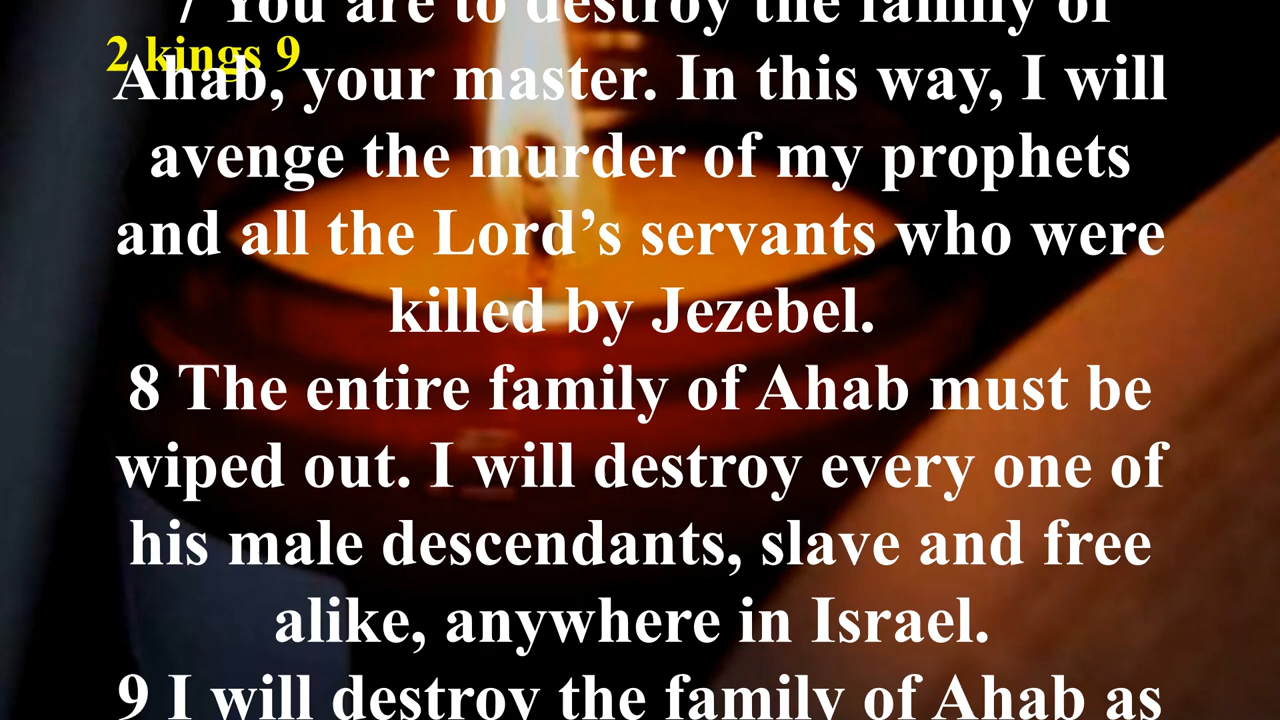 7 You are to destroy the family of
2 kings 9
Ahab, your master. In this way, I will
avenge the murder of my prophets
and all the Lord’s servants who were
killed by Jezebel.
8 The entire family of Ahab must be
wiped out. I will destroy every one of
his male descendants, slave and free
alike, anywhere in Israel.
9 I will destroy the family of Ahab as